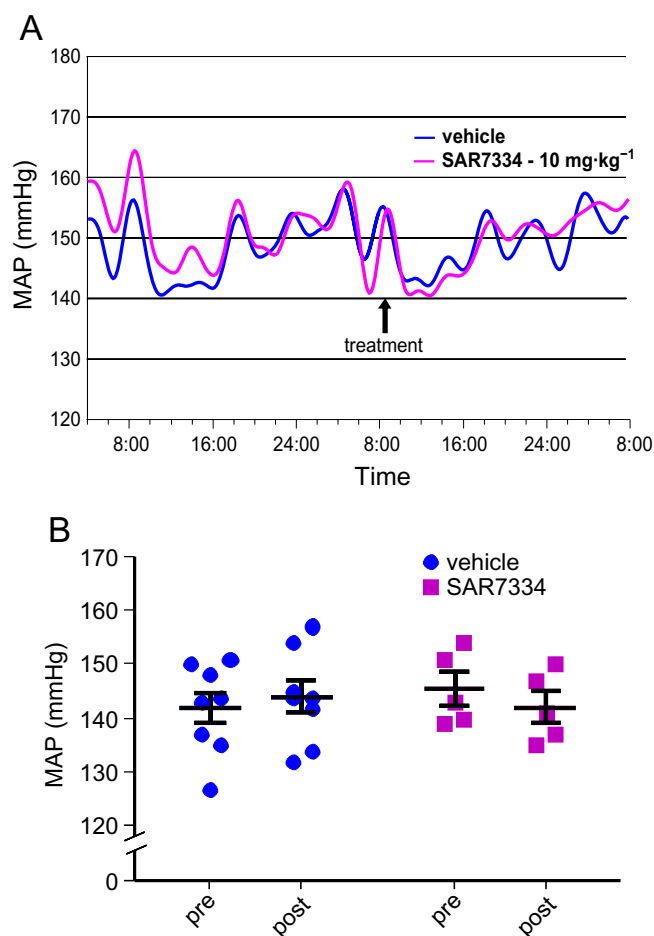 A
180
170
160
150
140
130
120
MAP (mmHg)
vehicle
SAR7334 - 10 mg·kg⁻¹
treatment
8:00 16:00 24:00 8:00 16:00 24:00 8:00
Time
B
170
160
150
140
130
120
0
MAP (mmHg)
vehicle
SAR7334
pre post pre post